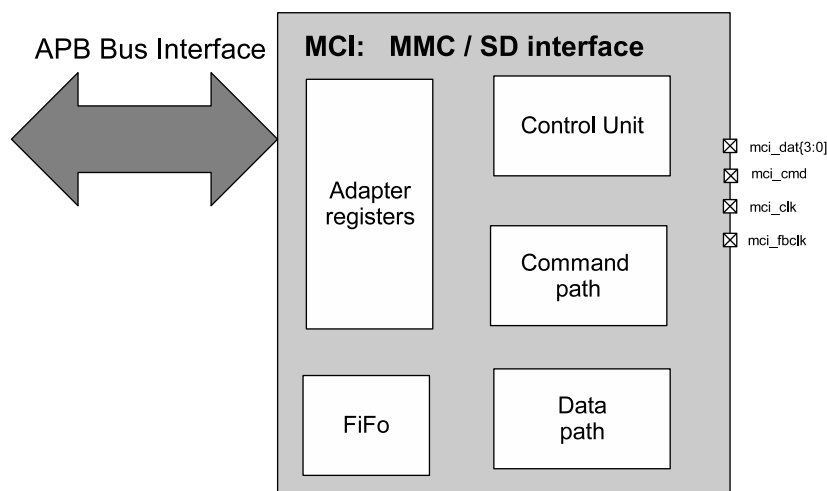 APB Bus Interface
MCI: MMC / SD interface
Adapter
registers
Control Unit
Command
path
FiFo
Data
path
mci_dat{3:0]
mci_cmd
mci_clk
mci_fbclk